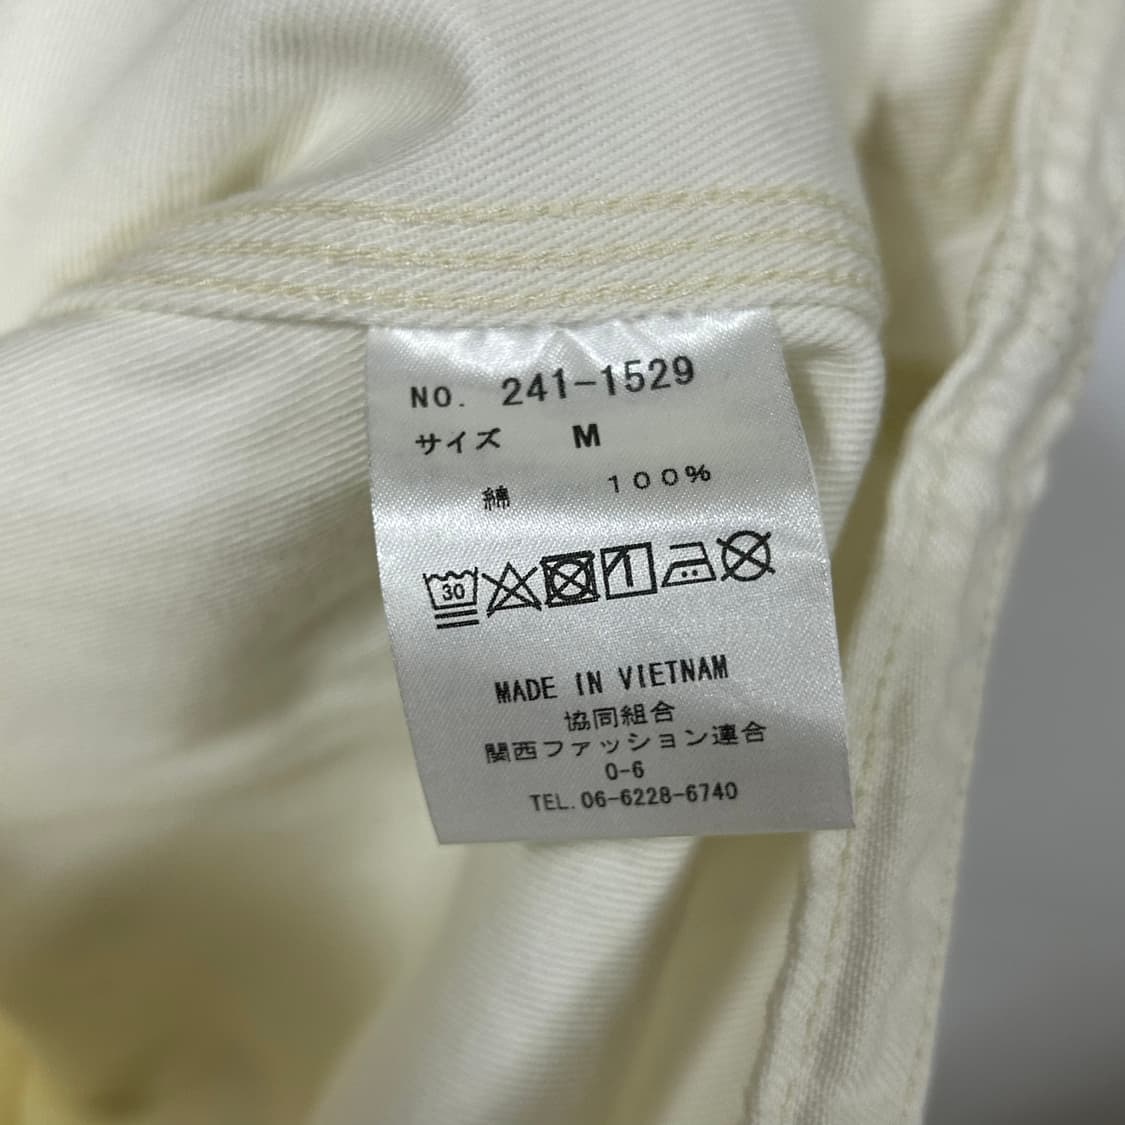 NO. 241-1529
サイズ M
綿 100%
30
MADE IN VIETNAM
協同組合
関西ファッション連合
0-6
TEL.06-6228-6740